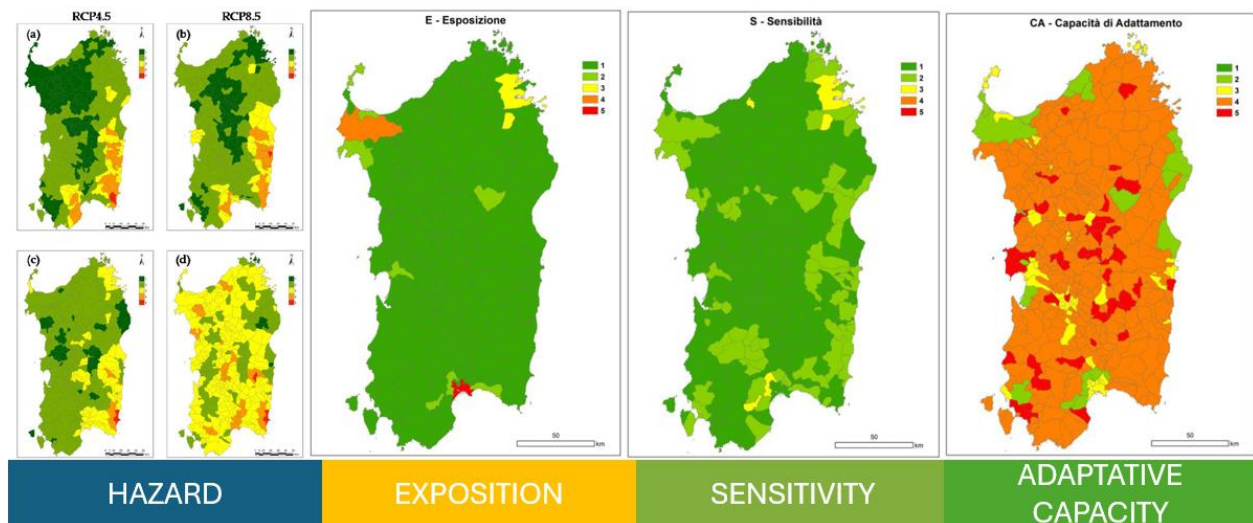 RCP4.5
RCP8.5
(a)
(b)
(c)
(d)
E - Esposizione
1
2
3
4
5
50
km
S - Sensibilità
1
2
3
4
5
50
km
CA - Capacità di Adattamento
1
2
3
4
5
50
km
HAZARD
EXPOSITION
SENSITIVITY
ADAPTATIVE
CAPACITY